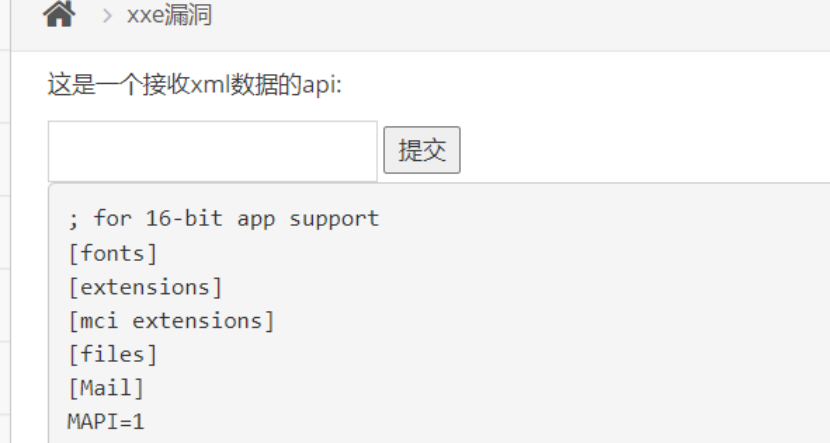 > xxe漏洞
这是一个接收xml数据的api:
提交
; for 16-bit app support
[fonts]
[extensions]
[mci extensions]
[files]
[Mail]
MAPI=1